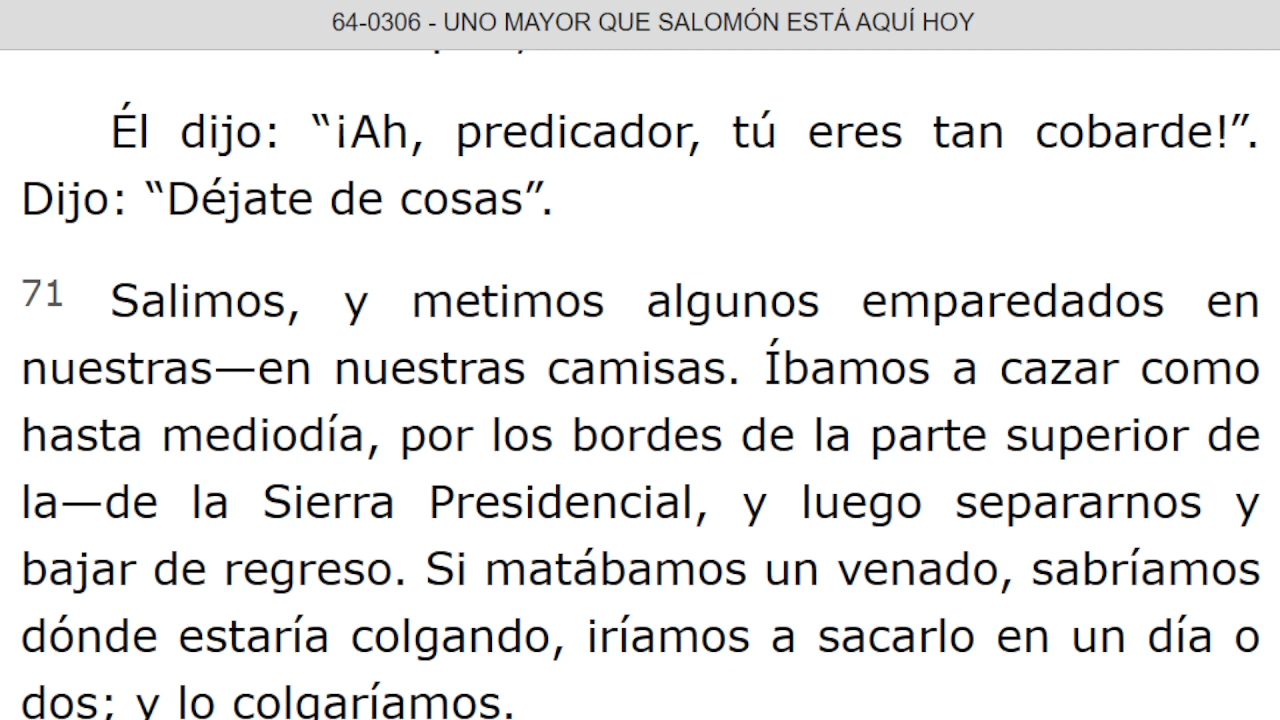 64-0306 - UNO MAYOR QUE SALOMÓN ESTÁ AQUÍ HOY
Él dijo: “¡Ah, predicador, tú eres tan cobarde!”.
Dijo: “Déjate de cosas”.
71 Salimos, y metimos algunos emparedados en
nuestras—en nuestras camisas. Íbamos a cazar como
hasta mediodía, por los bordes de la parte superior de
la—de la Sierra Presidencial, y luego separarnos y
bajar de regreso. Si matábamos un venado, sabríamos
dónde estaría colgando, iríamos a sacarlo en un día o
dos; y lo colgaríamos.